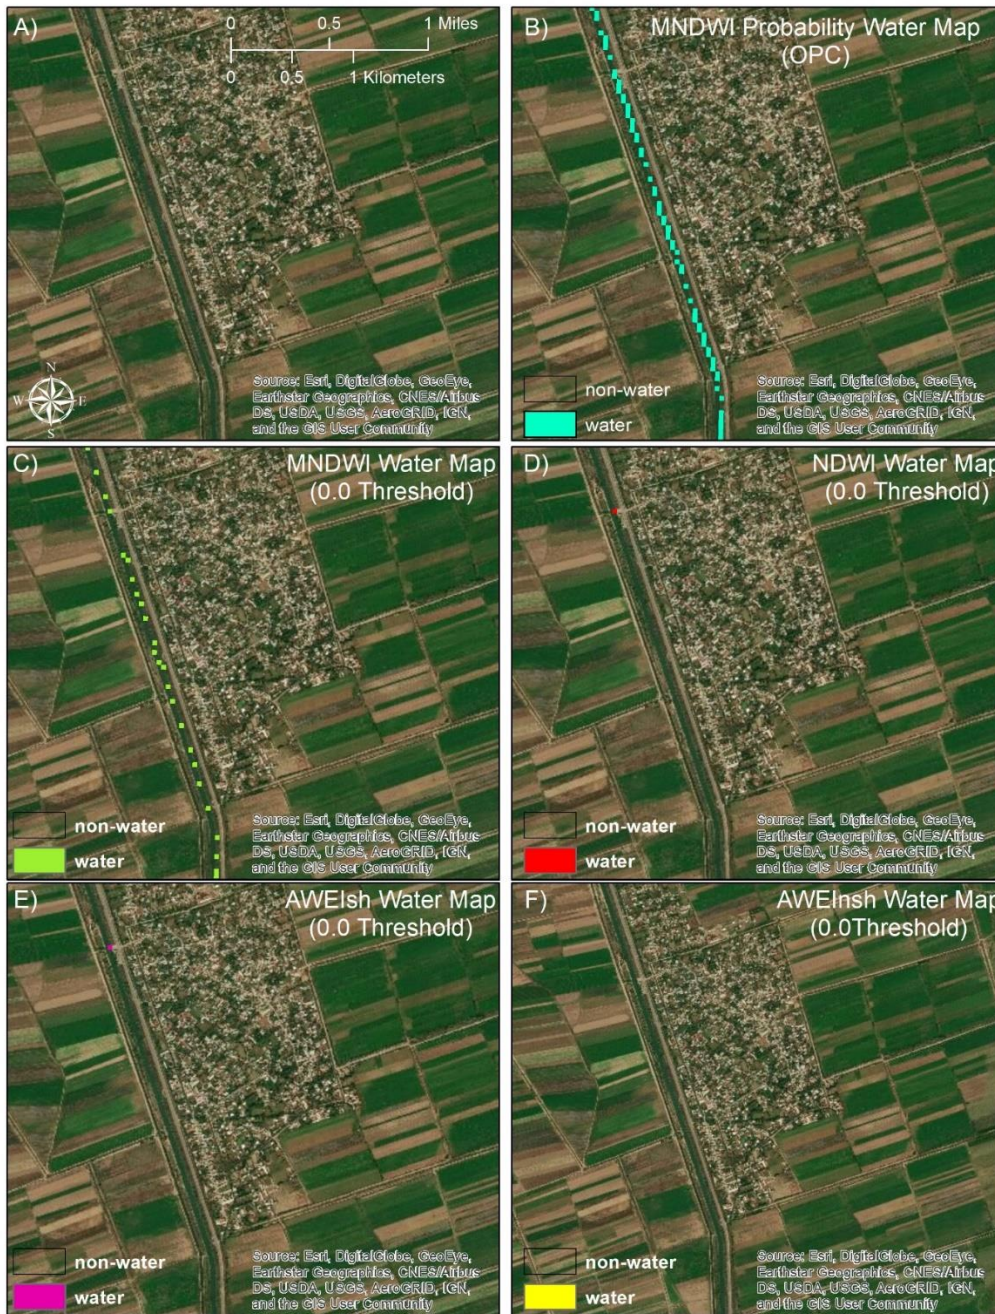 A)
0 0.5 1 Miles
0 0.5 1 Kilometers
N
W E
S
Source: Esri, DigitalGlobe, GeoEye,
Earthstar Geographics, CNES/Airbus
DS, USDA, USGS, AeroGRID, IGN,
and the GIS User Community
B) MNDWI Probability Water Map
(OPC)
non-water
water
Source: Esri, DigitalGlobe, GeoEye,
Earthstar Geographics, CNES/Airbus
DS, USDA, USGS, AeroGRID, IGN,
and the GIS User Community
C) MNDWI Water Map
(0.0 Threshold)
non-water
water
Source: Esri, DigitalGlobe, GeoEye,
Earthstar Geographics, CNES/Airbus
DS, USDA, USGS, AeroGRID, IGN,
and the GIS User Community
D) NDWI Water Map
(0.0 Threshold)
non-water
water
Source: Esri, DigitalGlobe, GeoEye,
Earthstar Geographics, CNES/Airbus
DS, USDA, USGS, AeroGRID, IGN,
and the GIS User Community
E) AWEIsh Water Map
(0.0 Threshold)
non-water
water
Source: Esri, DigitalGlobe, GeoEye,
Earthstar Geographics, CNES/Airbus
DS, USDA, USGS, AeroGRID, IGN,
and the GIS User Community
F) AWEInsh Water Map
(0.0Threshold)
non-water
water
Source: Esri, DigitalGlobe, GeoEye,
Earthstar Geographics, CNES/Airbus
DS, USDA, USGS, AeroGRID, IGN,
and the GIS User Community